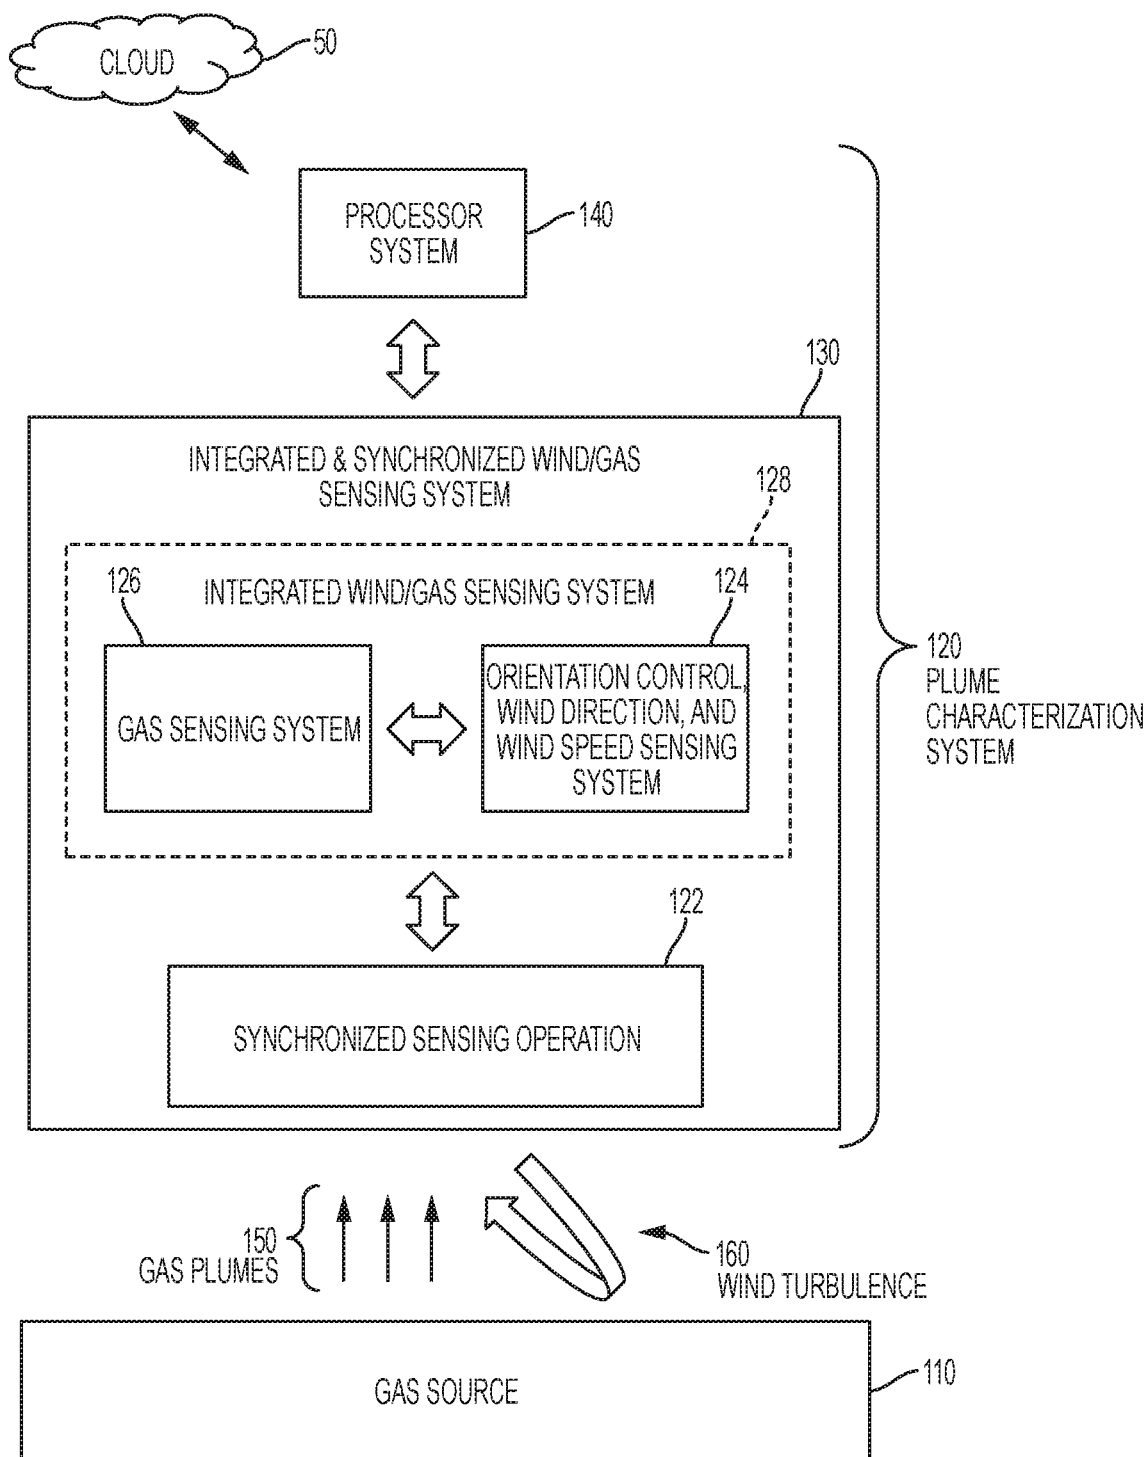 CLOUD
50
PROCESSOR
SYSTEM
140
130
INTEGRATED & SYNCHRONIZED WIND/GAS
SENSING SYSTEM
128
126
INTEGRATED WIND/GAS SENSING SYSTEM
124
GAS SENSING SYSTEM
ORIENTATION CONTROL,
WIND DIRECTION, AND
WIND SPEED SENSING
SYSTEM
120
PLUME
CHARACTERIZATION
SYSTEM
122
SYNCHRONIZED SENSING OPERATION
150
GAS PLUMES
160
WIND TURBULENCE
GAS SOURCE
110